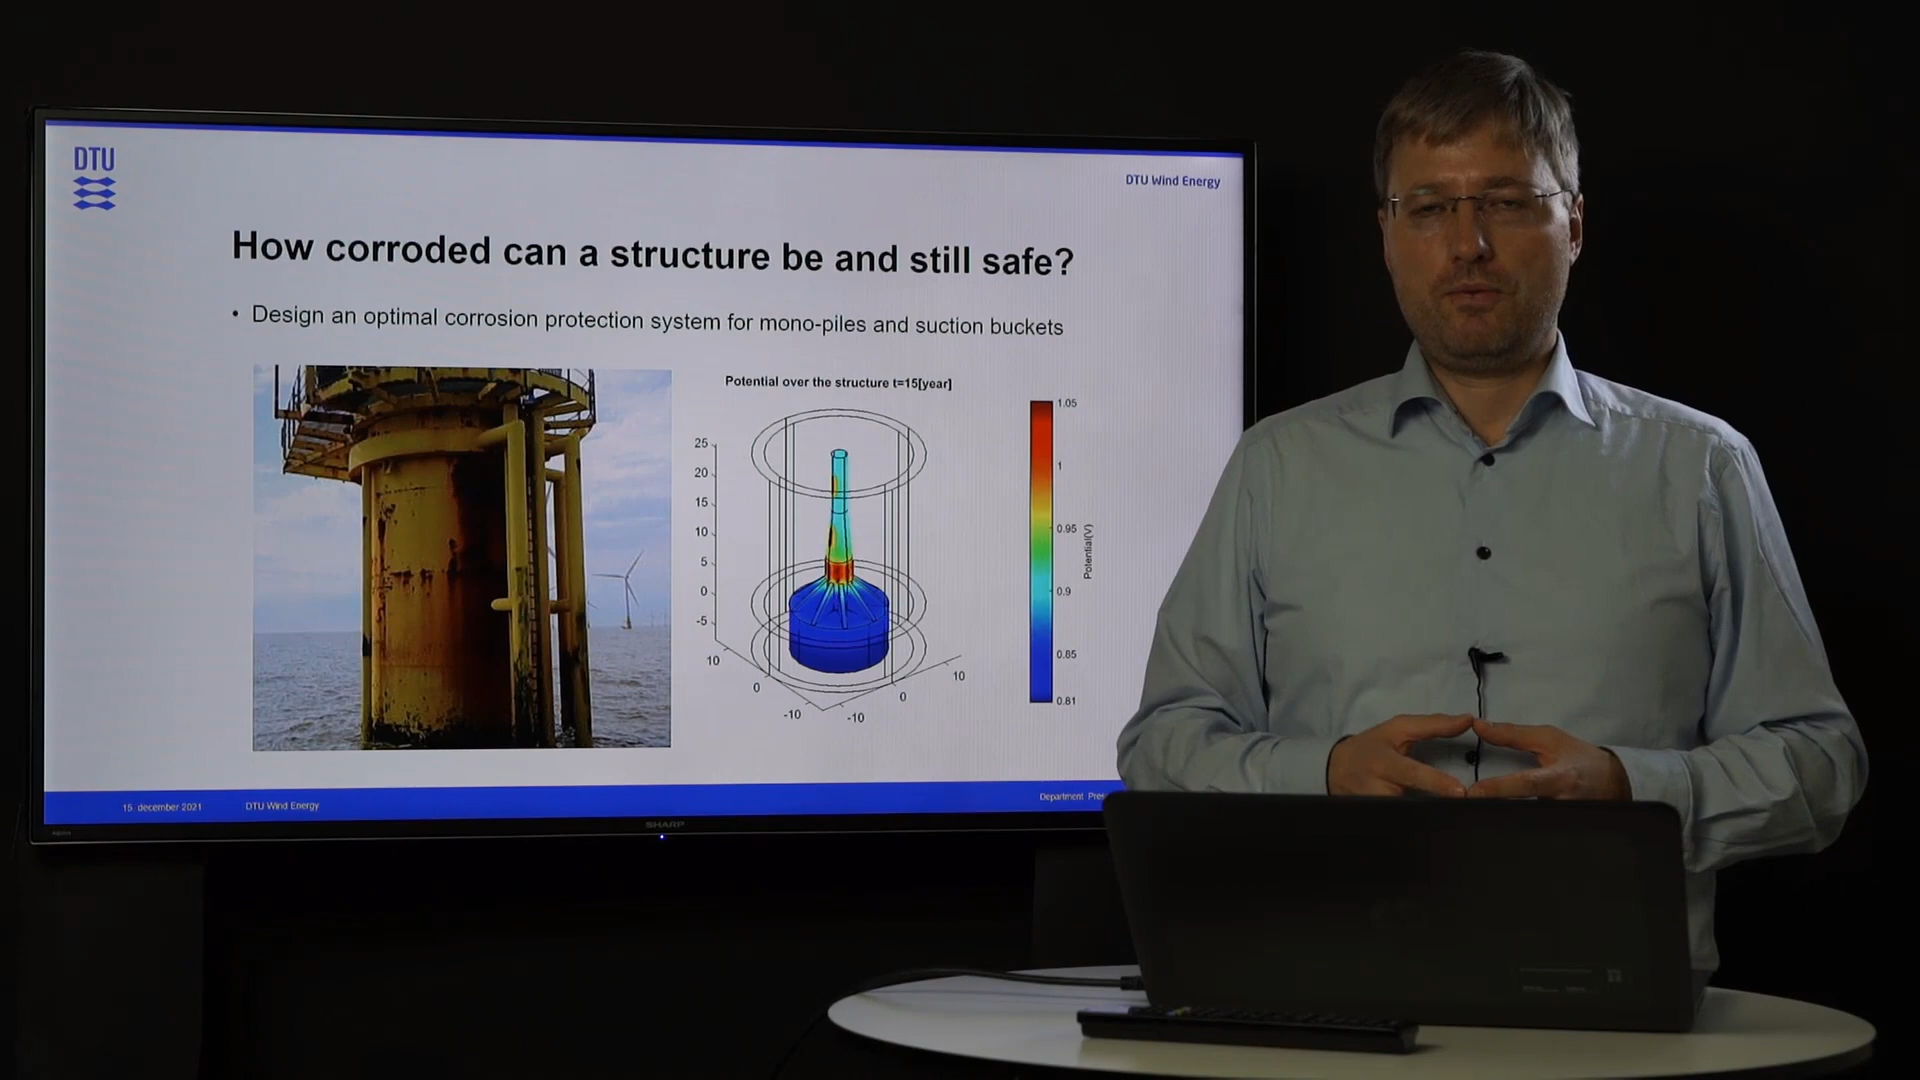 DTU
DTU Wind Energy
How corroded can a structure be and still safe?
• Design an optimal corrosion protection system for mono-piles and suction buckets
Potential over the structure t=15[year]
25
20
15
10
5
0
-5
10
0
-10
-10
0
10
1.05
1
0.95
0.9
0.85
0.81
Potential(V)
15. december 2021
DTU Wind Energy
Department
SHARP